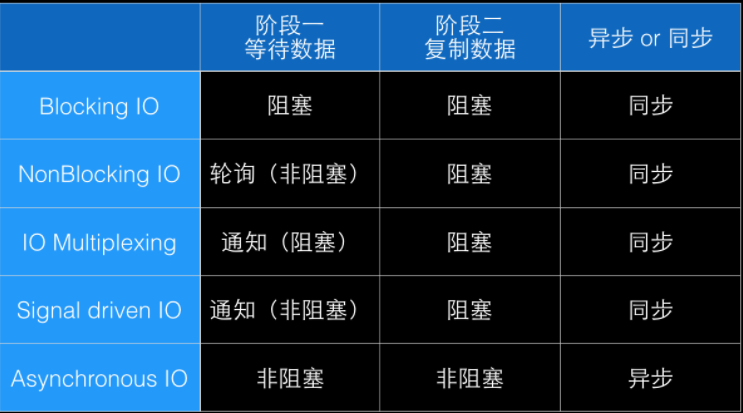 阶段一
等待数据
阶段二
复制数据
异步 or 同步
Blocking IO
阻塞
阻塞
同步
NonBlocking IO
轮询（非阻塞）
阻塞
同步
IO Multiplexing
通知（阻塞）
阻塞
同步
Signal driven IO
通知（非阻塞）
阻塞
同步
Asynchronous IO
非阻塞
非阻塞
异步